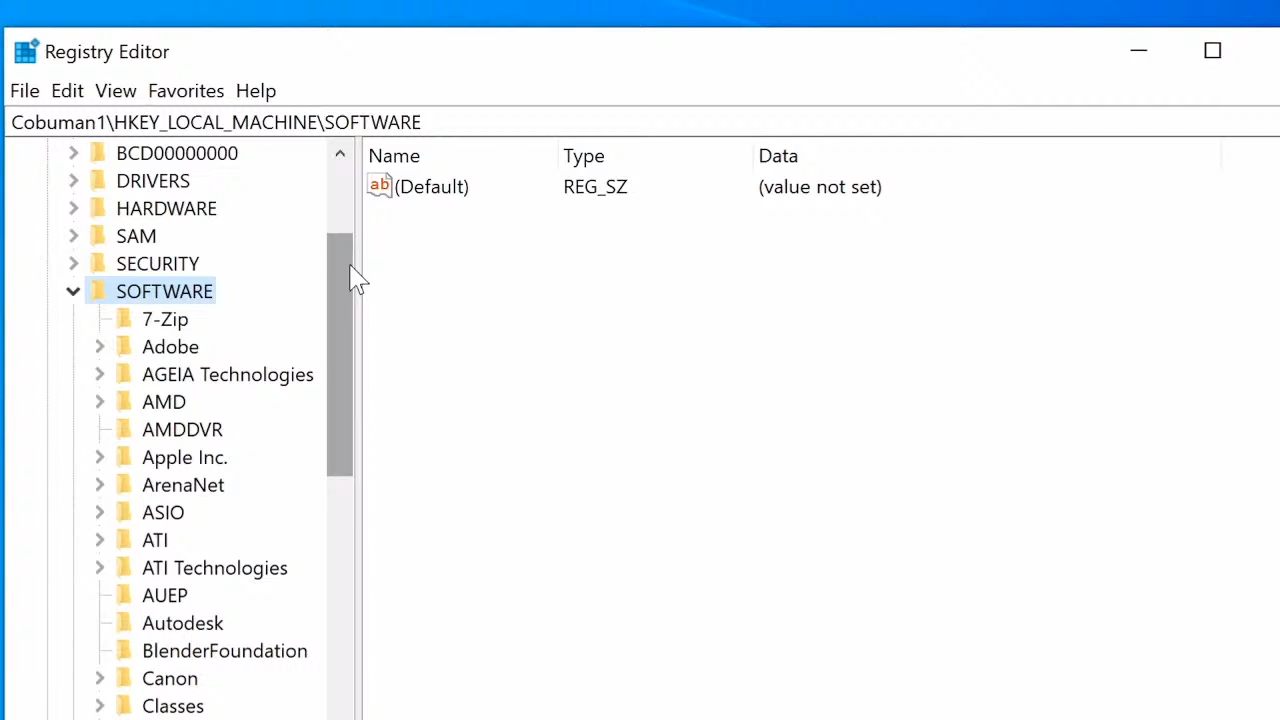 Registry Editor
File Edit View Favorites Help
Cobuman1\HKEY_LOCAL_MACHINE\SOFTWARE
BCD00000000
DRIVERS
HARDWARE
SAM
SECURITY
SOFTWARE
7-Zip
Adobe
AGEIA Technologies
AMD
AMDDVR
Apple Inc.
ArenaNet
ASIO
ATI
ATI Technologies
AUEP
Autodesk
BlenderFoundation
Canon
Classes
Name Type Data
ab (Default) REG_SZ (value not set)